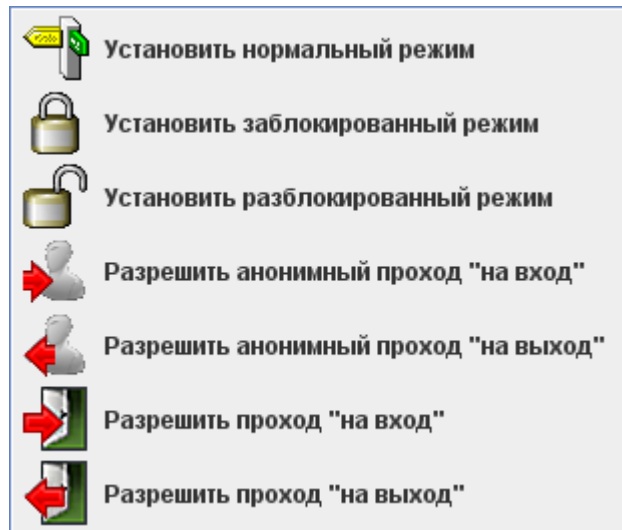 Установить нормальный режим
Установить заблокированный режим
Установить разблокированный режим
Разрешить анонимный проход "на вход"
Разрешить анонимный проход "на выход"
Разрешить проход "на вход"
Разрешить проход "на выход"